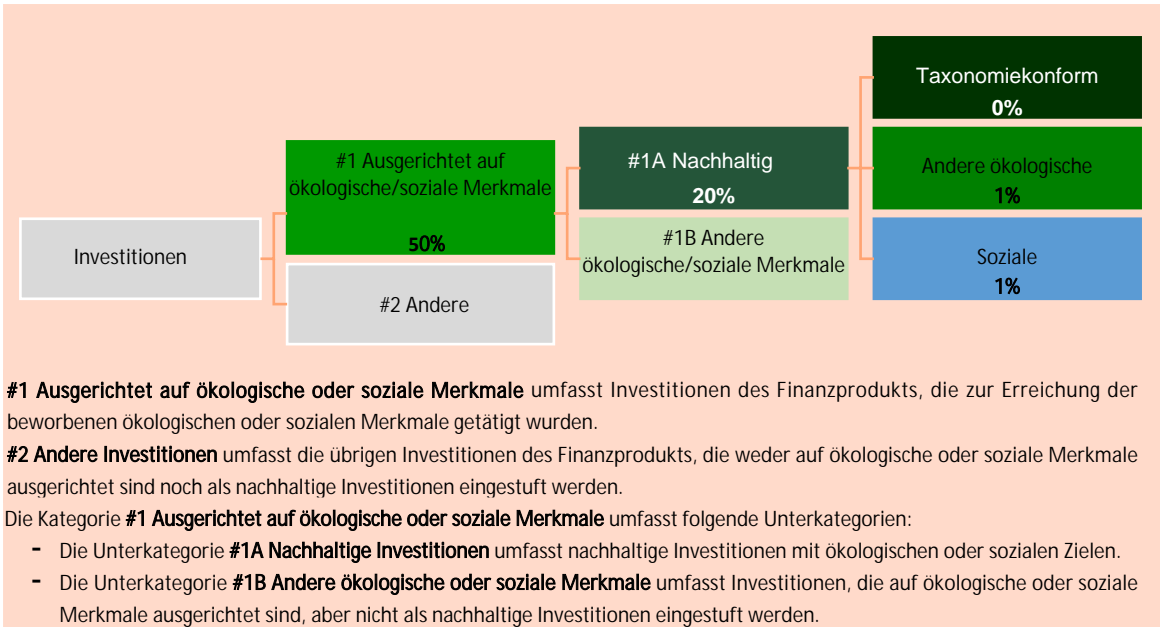 Investitionen
#1 Ausgerichtet auf
ökologische/soziale Merkmale
50%
#2 Andere
#1A Nachhaltig
20%
#1B Andere
ökologische/soziale Merkmale
Taxonomiekonform
0%
Andere ökologische
1%
Soziale
1%
#1 Ausgerichtet auf ökologische oder soziale Merkmale umfasst Investitionen des Finanzprodukts, die zur Erreichung der
beworbenen ökologischen oder sozialen Merkmale getätigt wurden.
#2 Andere Investitionen umfasst die übrigen Investitionen des Finanzprodukts, die weder auf ökologische oder soziale Merkmale
ausgerichtet sind noch als nachhaltige Investitionen eingestuft werden.
Die Kategorie #1 Ausgerichtet auf ökologische oder soziale Merkmale umfasst folgende Unterkategorien:
- Die Unterkategorie #1A Nachhaltige Investitionen umfasst nachhaltige Investitionen mit ökologischen oder sozialen Zielen.
- Die Unterkategorie #1B Andere ökologische oder soziale Merkmale umfasst Investitionen, die auf ökologische oder soziale
Merkmale ausgerichtet sind, aber nicht als nachhaltige Investitionen eingestuft werden.